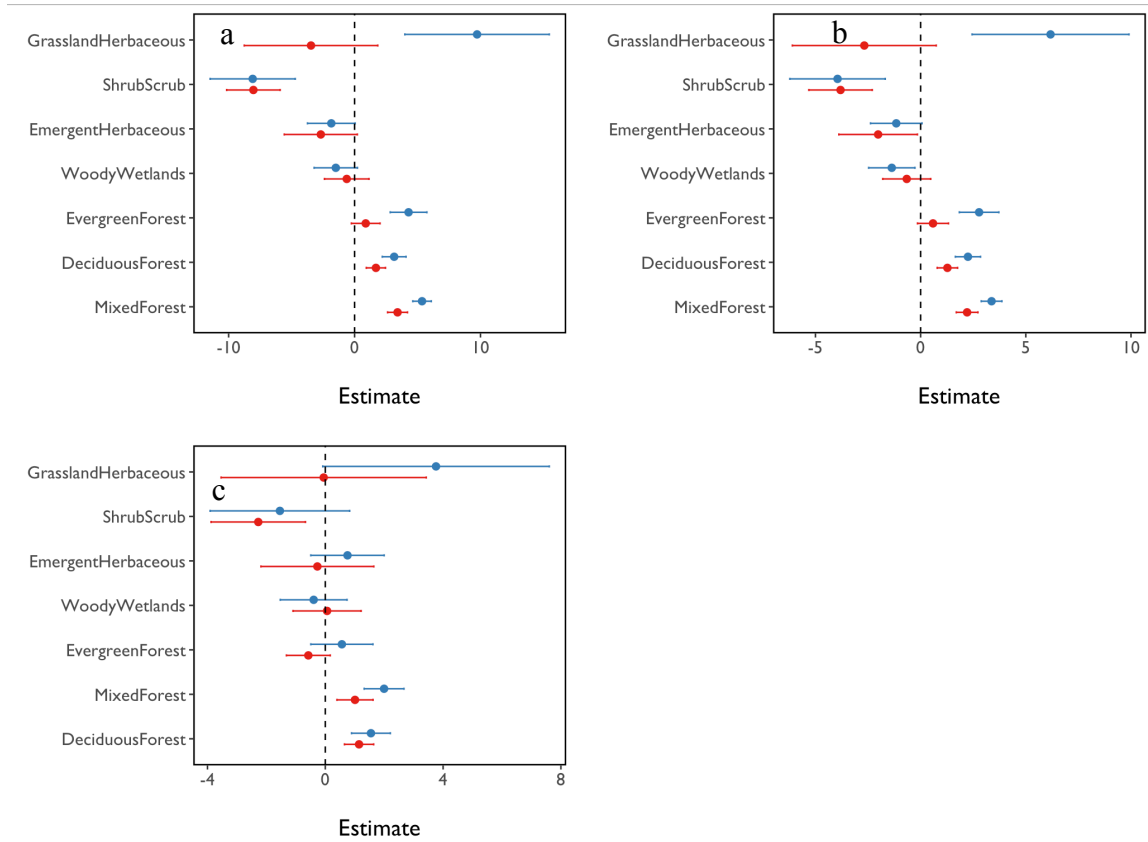 GrasslandHerbaceous
a
ShrubScrub
EmergentHerbaceous
WoodyWetlands
EvergreenForest
DeciduousForest
MixedForest
-10 0 10
Estimate
GrasslandHerbaceous
b
ShrubScrub
EmergentHerbaceous
WoodyWetlands
EvergreenForest
DeciduousForest
MixedForest
-5 0 5 10
Estimate
GrasslandHerbaceous
c
ShrubScrub
EmergentHerbaceous
WoodyWetlands
EvergreenForest
MixedForest
DeciduousForest
-4 0 4 8
Estimate